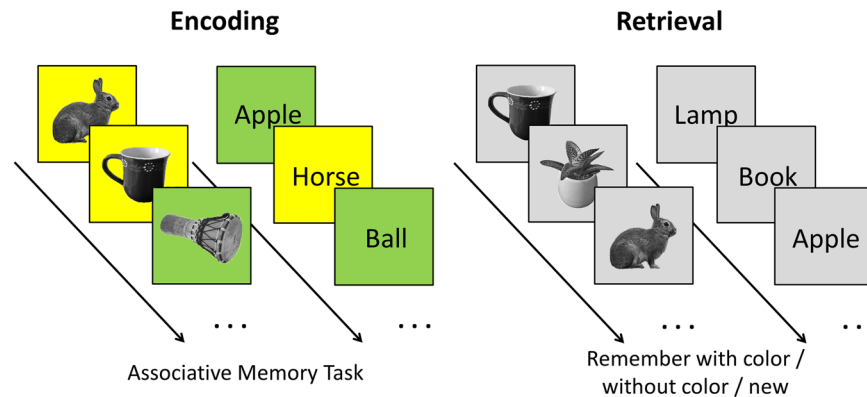 Encoding
Retrieval
Apple
Horse
Ball
Lamp
Book
Apple
. . .
. . .
. . .
. .
Associative Memory Task
Remember with color /
without color / new